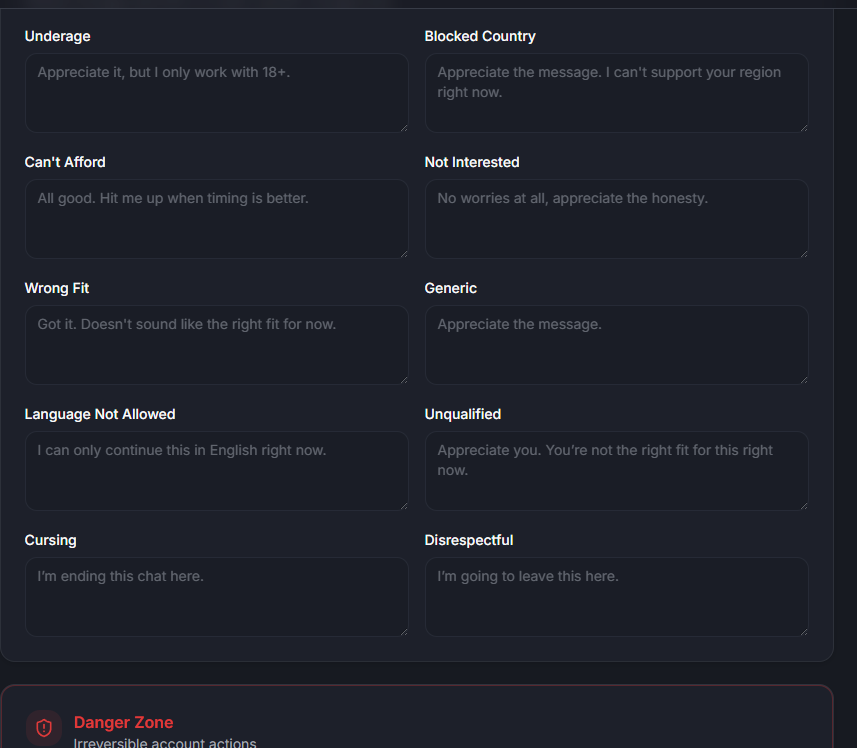 Underage
Blocked Country
Appreciate it, but I only work with 18+.
Appreciate the message. I can't support your region
right now.
Can't Afford
Not Interested
All good. Hit me up when timing is better.
No worries at all, appreciate the honesty.
Wrong Fit
Generic
Got it. Doesn't sound like the right fit for now.
Appreciate the message.
Language Not Allowed
Unqualified
I can only continue this in English right now.
Appreciate you. You’re not the right fit for this right
now.
Cursing
Disrespectful
I’m ending this chat here.
I’m going to leave this here.
Danger Zone
Irreversible account actions